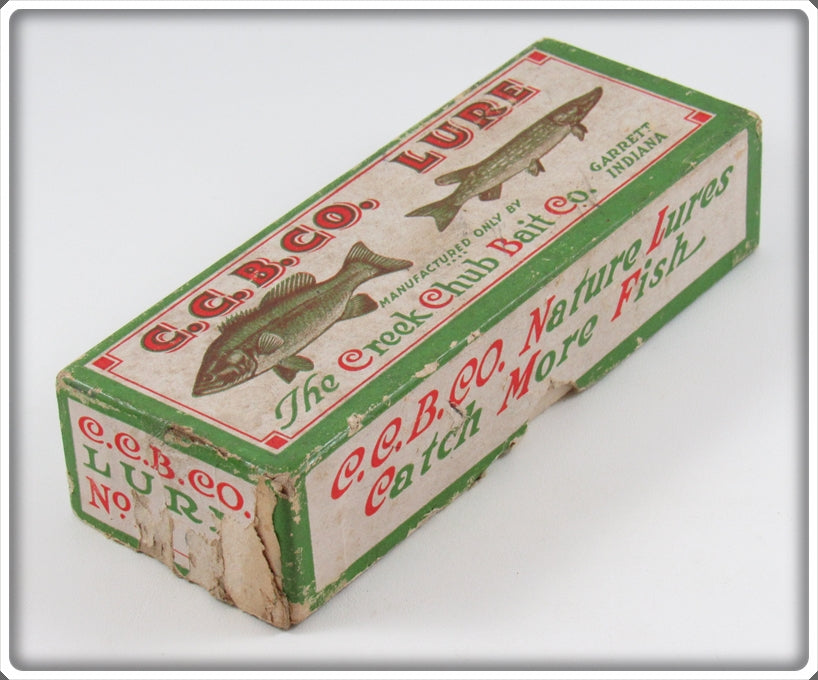 C.C.B.CO. LURE
MANUFACTURED ONLY BY
The Creek Chub Bait Co.
GARRETT
INDIANA
C.C.B.CO. Nature Lures
Catch More Fish
C.C.B.CO.
LUR
No